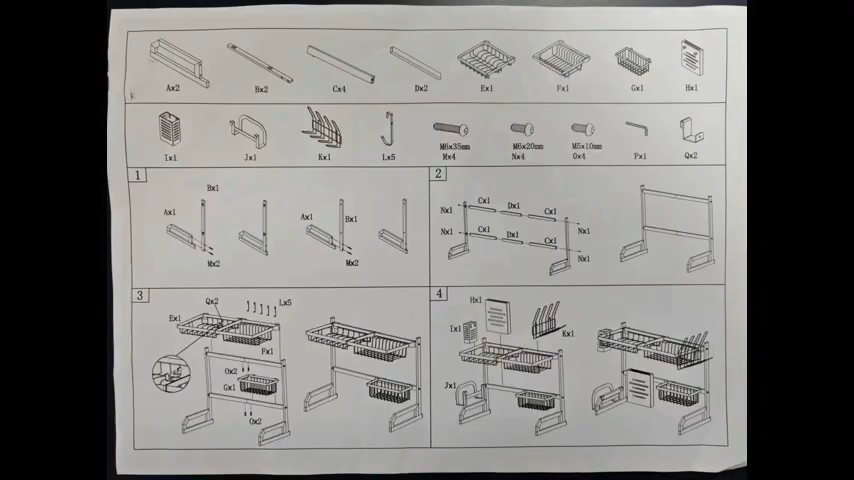 Ax2
Bx2
Cx4
Dx2
Ex1
Fx1
Gx1
Hx1
Ix1
Jx1
Kx1
Lx5
M6x35mm
Mx4
M6x20mm
Nx4
M5x10mm
Ox4
Px1
Qx2
1
Bx1
Ax1
Mx2
Ax1
Bx1
Mx2
2
Nx1
Cx1
Dx1
Cx1
Nx1
Nx1
Cx1
Dx1
Cx1
Nx1
3
Qx2
Lx5
Ex1
Fx1
Ox2
Gx1
Ox2
4
Hx1
Ix1
Kx1
Jx1